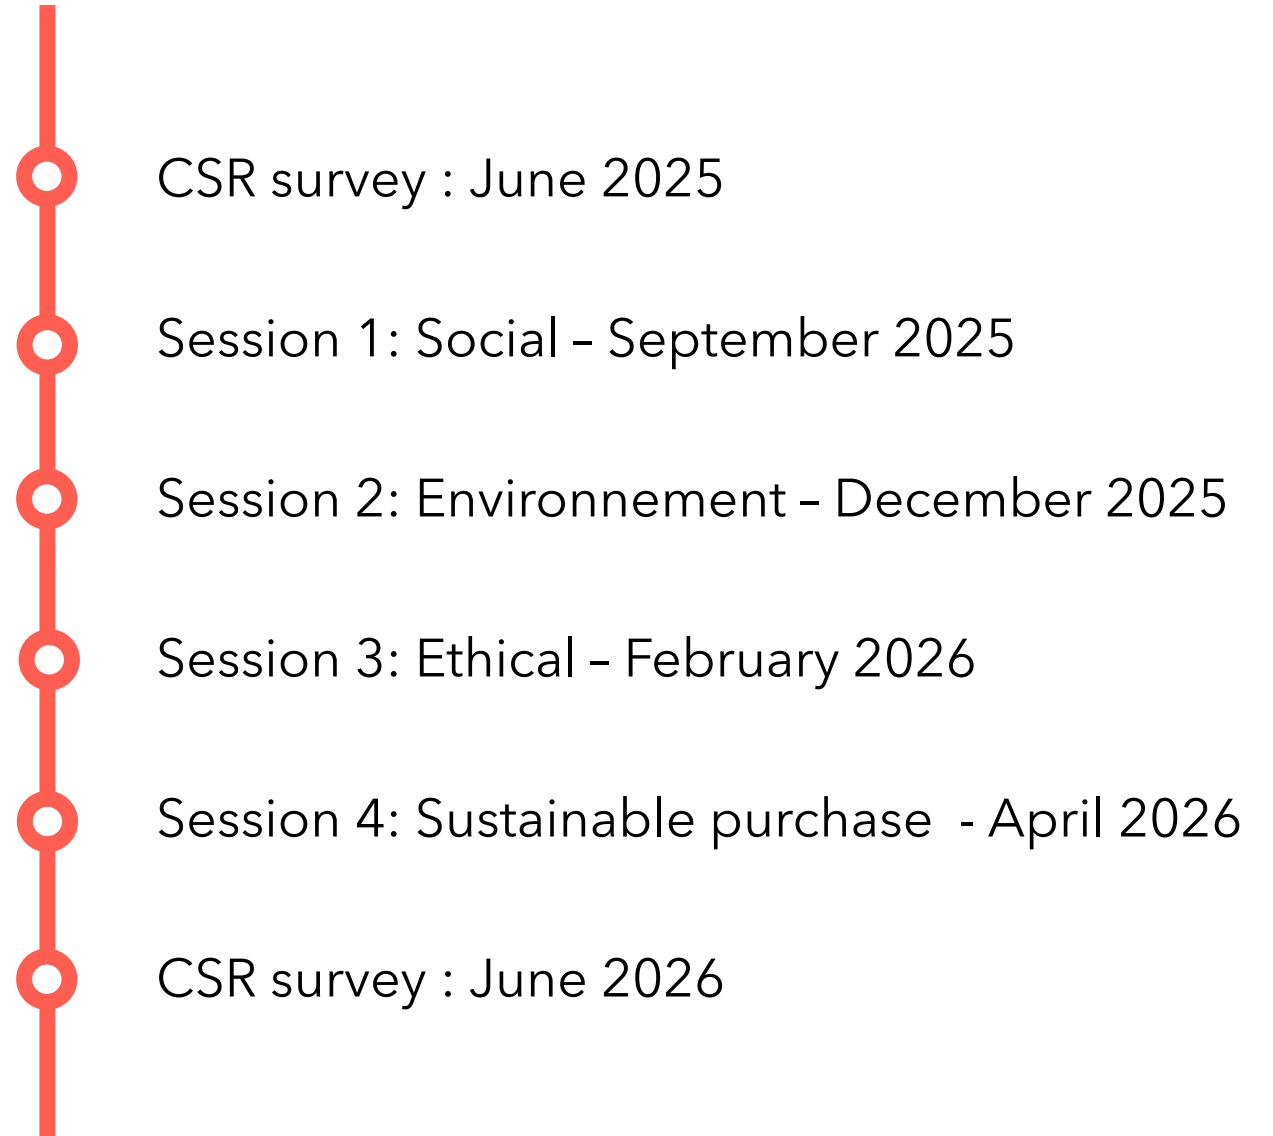 CSR survey : June 2025
Session 1: Social – September 2025
Session 2: Environnement – December 2025
Session 3: Ethical – February 2026
Session 4: Sustainable purchase  - April 2026
CSR survey : June 2026